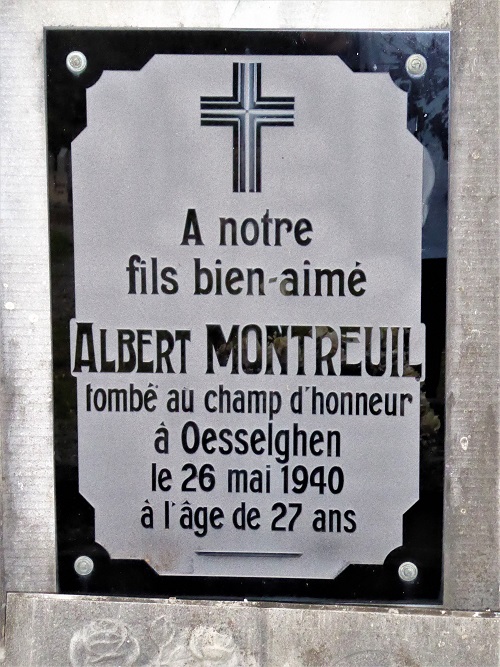 A notre
fils bien-aimé
ALBERT MONTREUIL
tombé au champ d'honneur
à Oesselghen
le 26 mai 1940
à l'âge de 27 ans